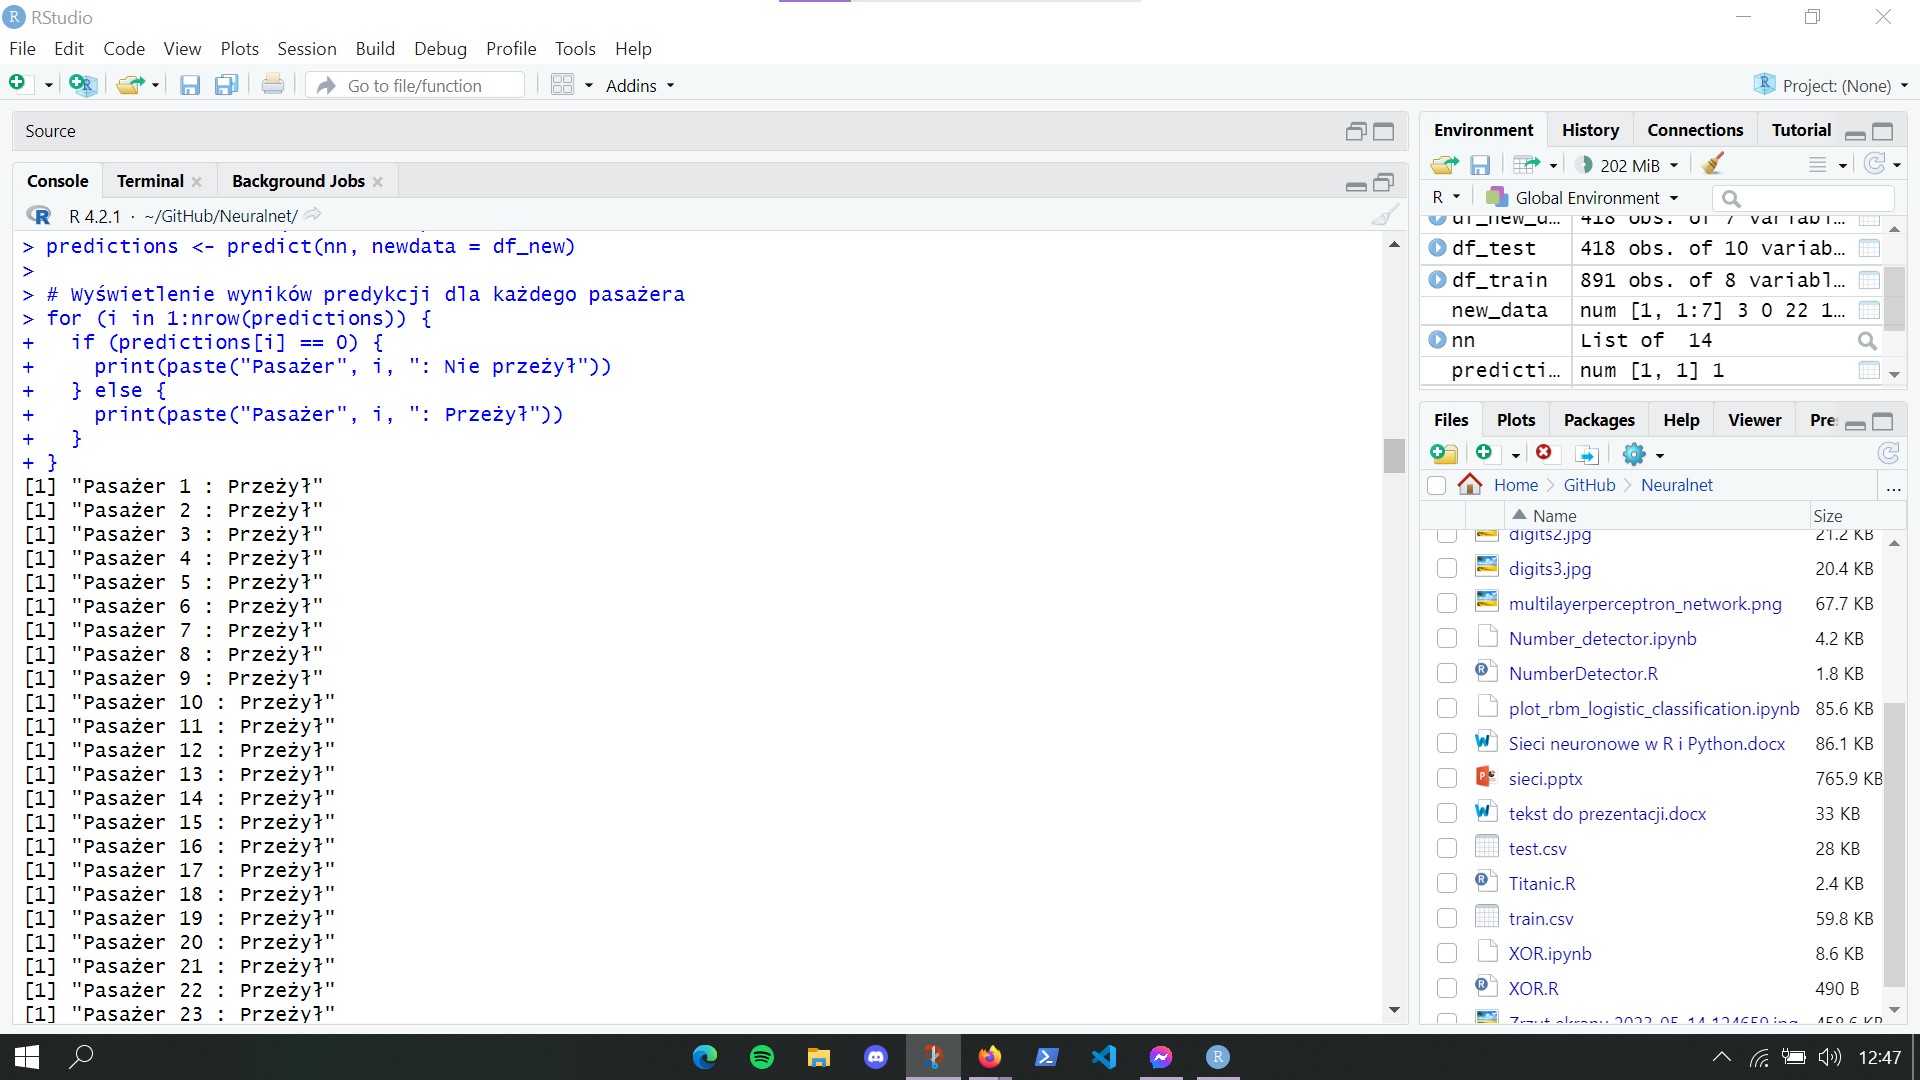 RStudio
File Edit Code View Plots Session Build Debug Profile Tools Help
Go to file/function
Addins
Project: (None)
Source
Console Terminal Background Jobs
R 4.2.1 · ~/GitHub/Neuralnet/
> predictions <- predict(nn, newdata = df_new)
>
> # Wyświetlenie wyników predykcji dla każdego pasażera
> for (i in 1:nrow(predictions)) {
+   if (predictions[i] == 0) {
+     print(paste("Pasażer", i, ": Nie przeżył"))
+   } else {
+     print(paste("Pasażer", i, ": Przeżył"))
+   }
+ }
[1] "Pasażer 1 : Przeżył"
[1] "Pasażer 2 : Przeżył"
[1] "Pasażer 3 : Przeżył"
[1] "Pasażer 4 : Przeżył"
[1] "Pasażer 5 : Przeżył"
[1] "Pasażer 6 : Przeżył"
[1] "Pasażer 7 : Przeżył"
[1] "Pasażer 8 : Przeżył"
[1] "Pasażer 9 : Przeżył"
[1] "Pasażer 10 : Przeżył"
[1] "Pasażer 11 : Przeżył"
[1] "Pasażer 12 : Przeżył"
[1] "Pasażer 13 : Przeżył"
[1] "Pasażer 14 : Przeżył"
[1] "Pasażer 15 : Przeżył"
[1] "Pasażer 16 : Przeżył"
[1] "Pasażer 17 : Przeżył"
[1] "Pasażer 18 : Przeżył"
[1] "Pasażer 19 : Przeżył"
[1] "Pasażer 20 : Przeżył"
[1] "Pasażer 21 : Przeżył"
[1] "Pasażer 22 : Przeżył"
[1] "Pasażer 23 : Przeżył"
Environment History Connections Tutorial
202 MiB
R Global Environment
df_new_d… 418 obs. of 7 variabl…
df_test 418 obs. of 10 variab…
df_train 891 obs. of 8 variabl…
new_data num [1, 1:7] 3 0 22 1…
nn List of 14
predicti… num [1, 1] 1
Files Plots Packages Help Viewer Pre
Home GitHub Neuralnet ...
Name Size
digits2.jpg 21.2 KB
digits3.jpg 20.4 KB
multilayerperceptron_network.png 67.7 KB
Number_detector.ipynb 4.2 KB
NumberDetector.R 1.8 KB
plot_rbm_logistic_classification.ipynb 85.6 KB
Sieci neuronowe w R i Python.docx 86.1 KB
sieci.pptx 765.9 KB
tekst do prezentacji.docx 33 KB
test.csv 28 KB
Titanic.R 2.4 KB
train.csv 59.8 KB
XOR.ipynb 8.6 KB
XOR.R 490 B
Zrzut ekranu 2023-05-14 124659.jpg 458.6 KB
12:47